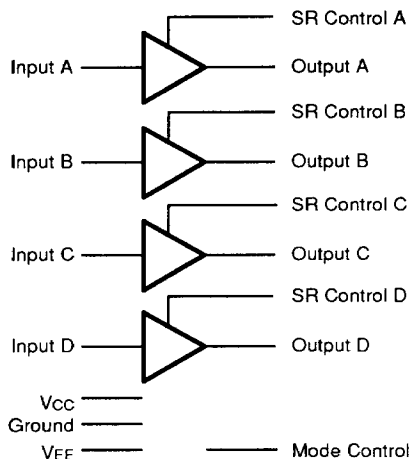 SR Control A
Input A Output A
SR Control B
Input B Output B
SR Control C
Input C Output C
SR Control D
Input D Output D
VCC
Ground
VEE Mode Control